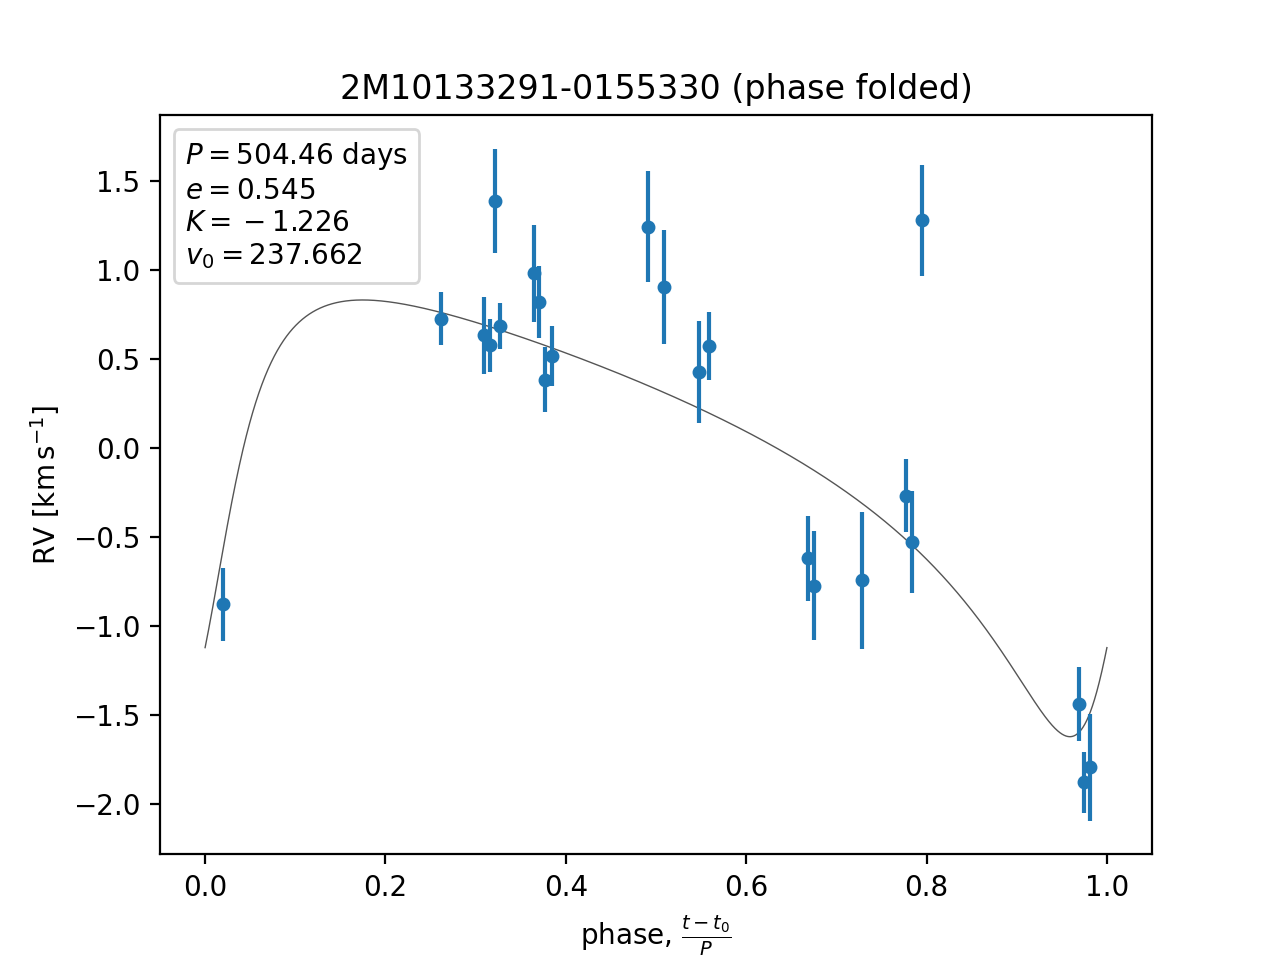 2M10133291-0155330 (phase folded)
P = 504.46 days
e = 0.545
K = −1.226
v₀ = 237.662
RV [km s⁻¹]
1.5
1.0
0.5
0.0
−0.5
−1.0
−1.5
−2.0
0.0 0.2 0.4 0.6 0.8 1.0
phase, (t − t₀)/P